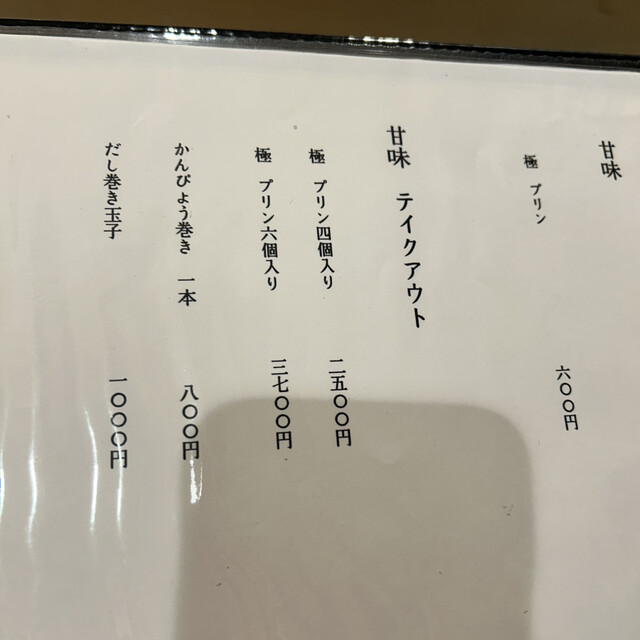 甘味
極 プリン 六〇〇円
甘味 テイクアウト
極 プリン四個入り 二五〇〇円
極 プリン六個入り 三七〇〇円
かんぴょう巻き 一本 八〇〇円
だし巻き玉子 一〇〇〇円